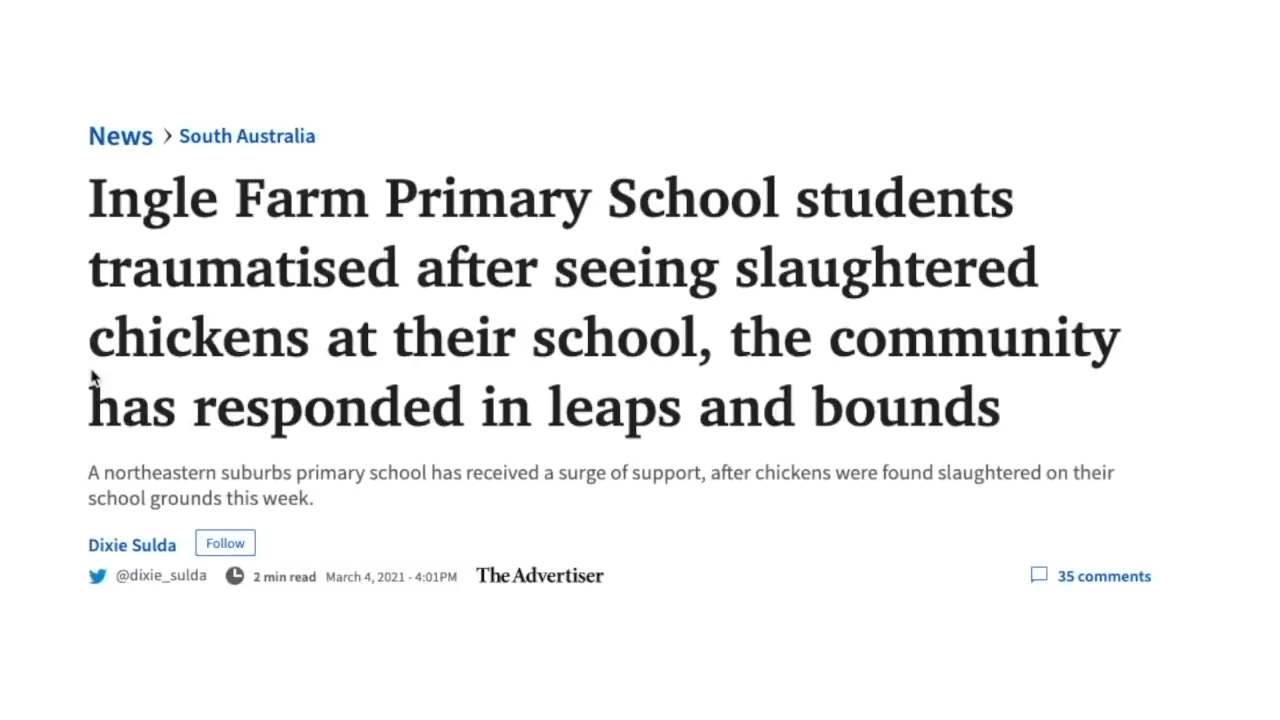 News > South Australia
Ingle Farm Primary School students
traumatised after seeing slaughtered
chickens at their school, the community
has responded in leaps and bounds
A northeastern suburbs primary school has received a surge of support, after chickens were found slaughtered on their
school grounds this week.
Dixie Sulda Follow
@dixie_sulda 2 min read March 4, 2021 - 4:01PM The Advertiser 35 comments